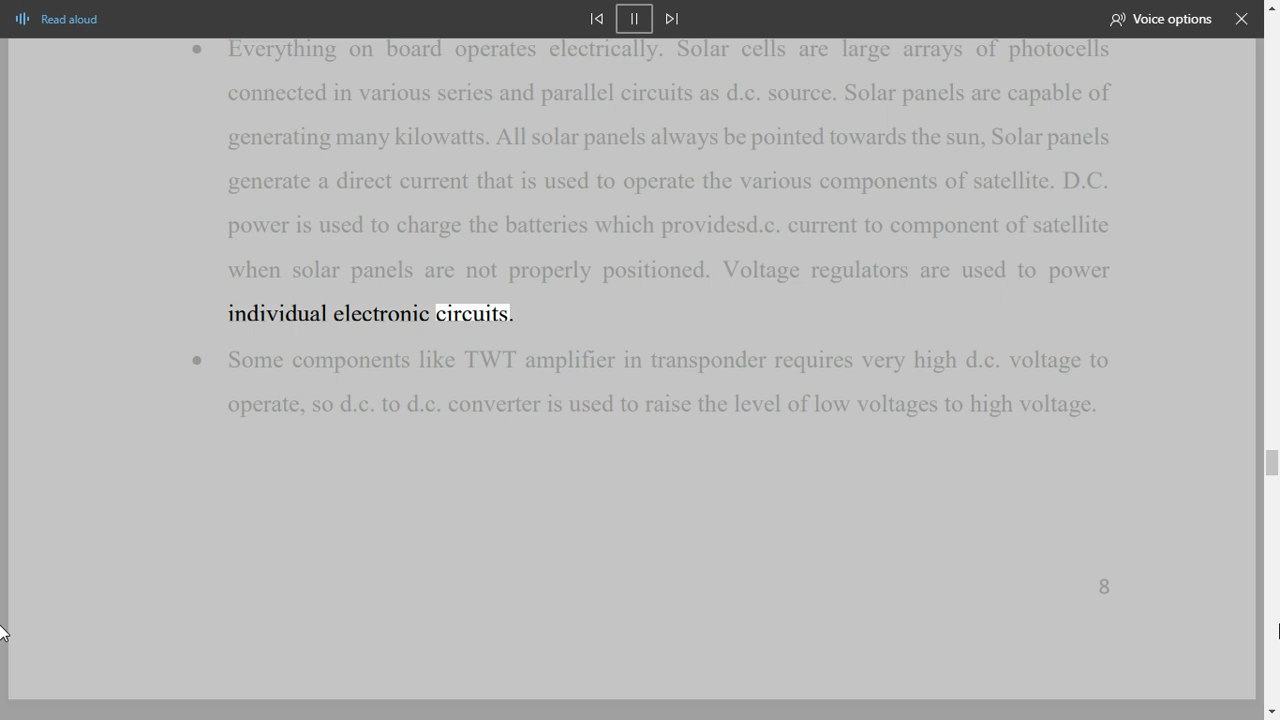 Read aloud
Voice options
• Everything on board operates electrically. Solar cells are large arrays of photocells
connected in various series and parallel circuits as d.c. source. Solar panels are capable of
generating many kilowatts. All solar panels always be pointed towards the sun, Solar panels
generate a direct current that is used to operate the various components of satellite. D.C.
power is used to charge the batteries which providesd.c. current to component of satellite
when solar panels are not properly positioned. Voltage regulators are used to power
individual electronic circuits.
• Some components like TWT amplifier in transponder requires very high d.c. voltage to
operate, so d.c. to d.c. converter is used to raise the level of low voltages to high voltage.
8